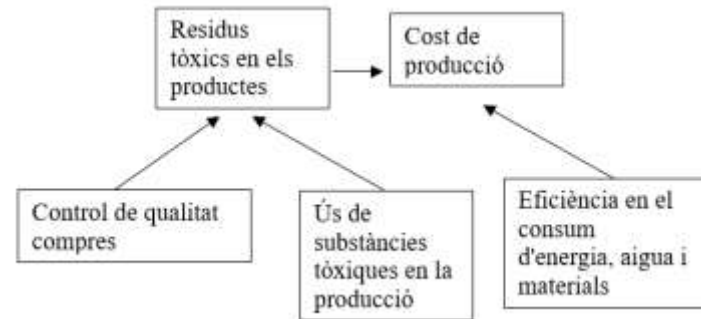 Residus
tòxics en els
productes
Cost de
producció
Control de qualitat
compres
Ús de
substàncies
tòxiques en la
producció
Eficiència en el
consum
d'energia, aigua i
materials